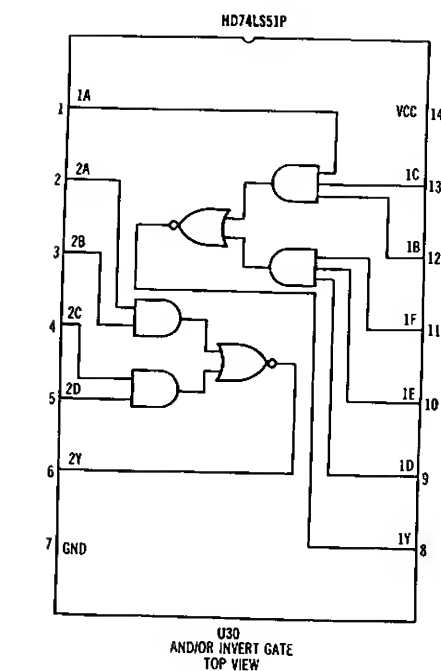 HD74LS51P
1 1A
VCC 14
2 2A
1C 13
3 2B
1B 12
4 2C
1F 11
5 2D
1E 10
6 2Y
1D 9
7 GND
1Y 8
U30
AND/OR INVERT GATE
TOP VIEW